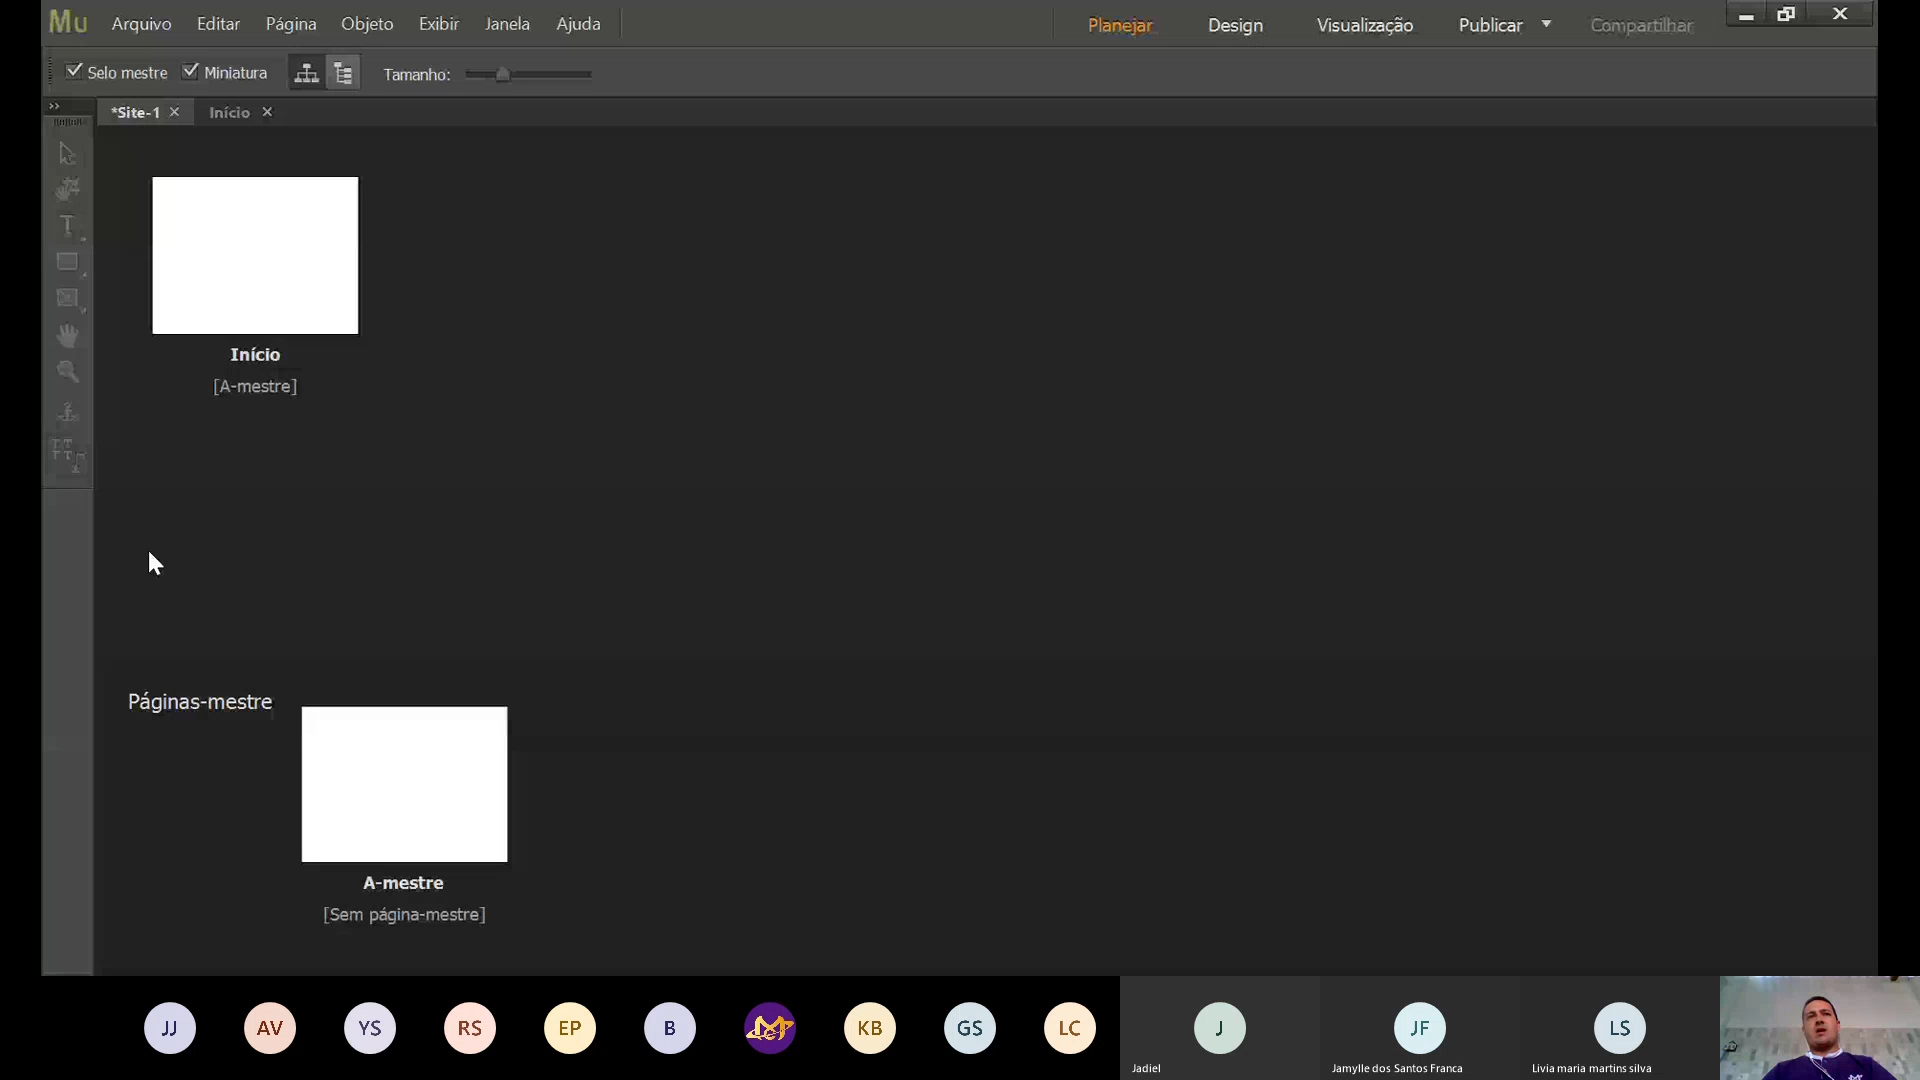 Mu Arquivo Editar Página Objeto Exibir Janela Ajuda Planejar Design Visualização Publicar Compartilhar
Selo mestre Miniatura Tamanho:
*Site-1 Início
Início
[A-mestre]
Páginas-mestre
A-mestre
[Sem página-mestre]
JJ AV YS RS EP B KB GS LC J JF LS
Jadiel Jamylle dos Santos Franca Livia maria martins silva